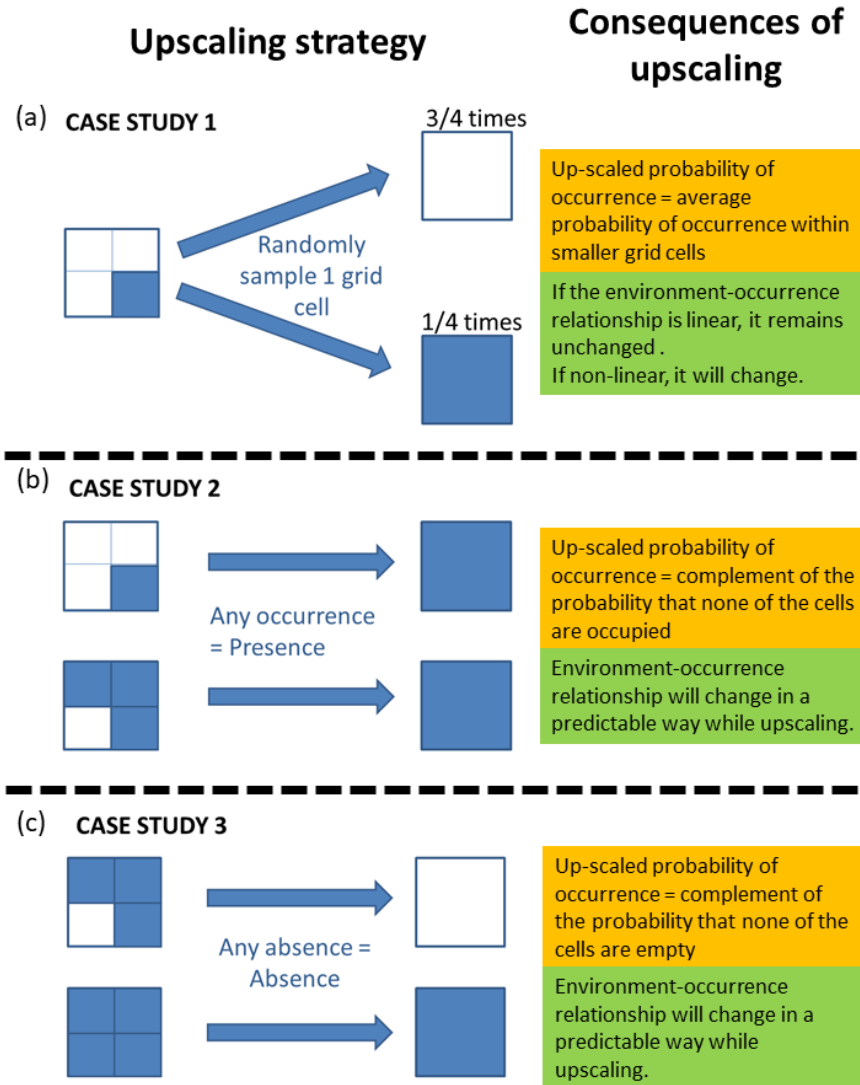 Upscaling strategy
Consequences of
upscaling
(a) CASE STUDY 1
3/4 times
Randomly
sample 1 grid
cell
1/4 times
Up-scaled probability of
occurrence = average
probability of occurrence within
smaller grid cells
If the environment-occurrence
relationship is linear, it remains
unchanged .
If non-linear, it will change.
(b) CASE STUDY 2
Any occurrence
= Presence
Up-scaled probability of
occurrence = complement of the
probability that none of the cells
are occupied
Environment-occurrence
relationship will change in a
predictable way while upscaling.
(c) CASE STUDY 3
Any absence =
Absence
Up-scaled probability of
occurrence = complement of
the probability that none of the
cells are empty
Environment-occurrence
relationship will change in a
predictable way while
upscaling.